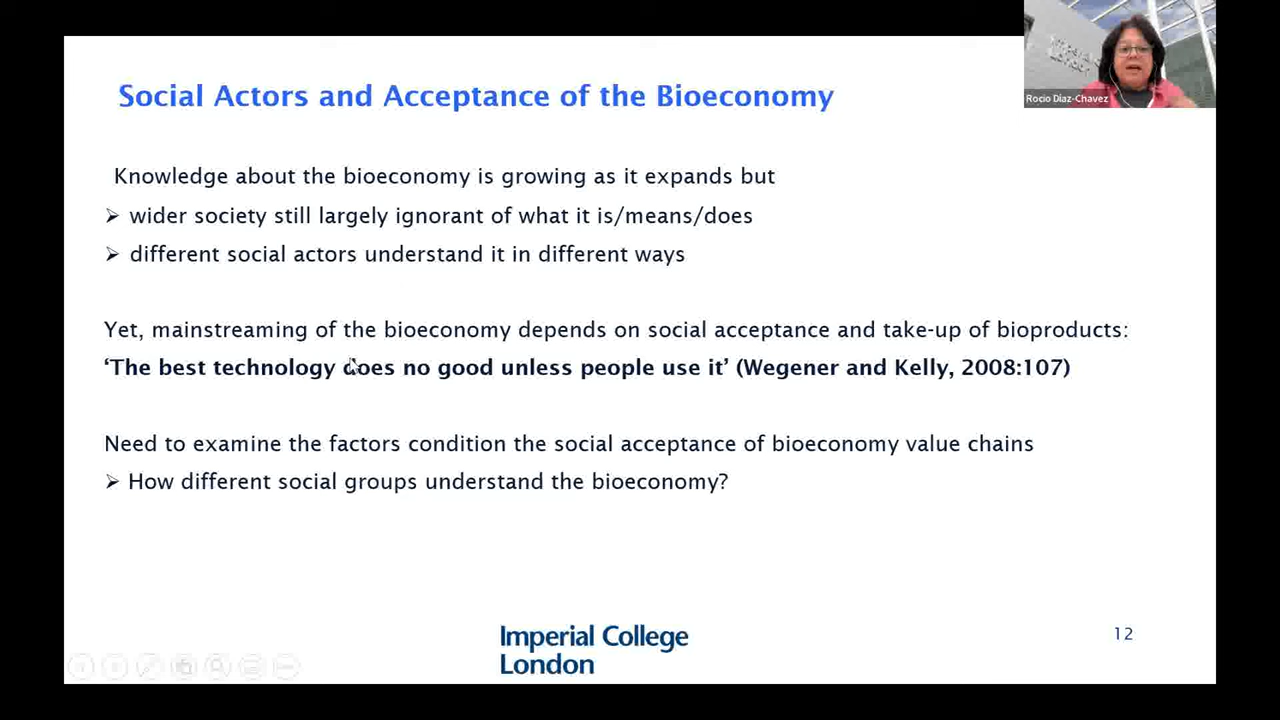 Social Actors and Acceptance of the Bioeconomy
Rocio Diaz-Chavez
Knowledge about the bioeconomy is growing as it expands but
➢ wider society still largely ignorant of what it is/means/does
➢ different social actors understand it in different ways
Yet, mainstreaming of the bioeconomy depends on social acceptance and take-up of bioproducts:
‘The best technology does no good unless people use it’ (Wegener and Kelly, 2008:107)
Need to examine the factors condition the social acceptance of bioeconomy value chains
➢ How different social groups understand the bioeconomy?
Imperial College
London
12